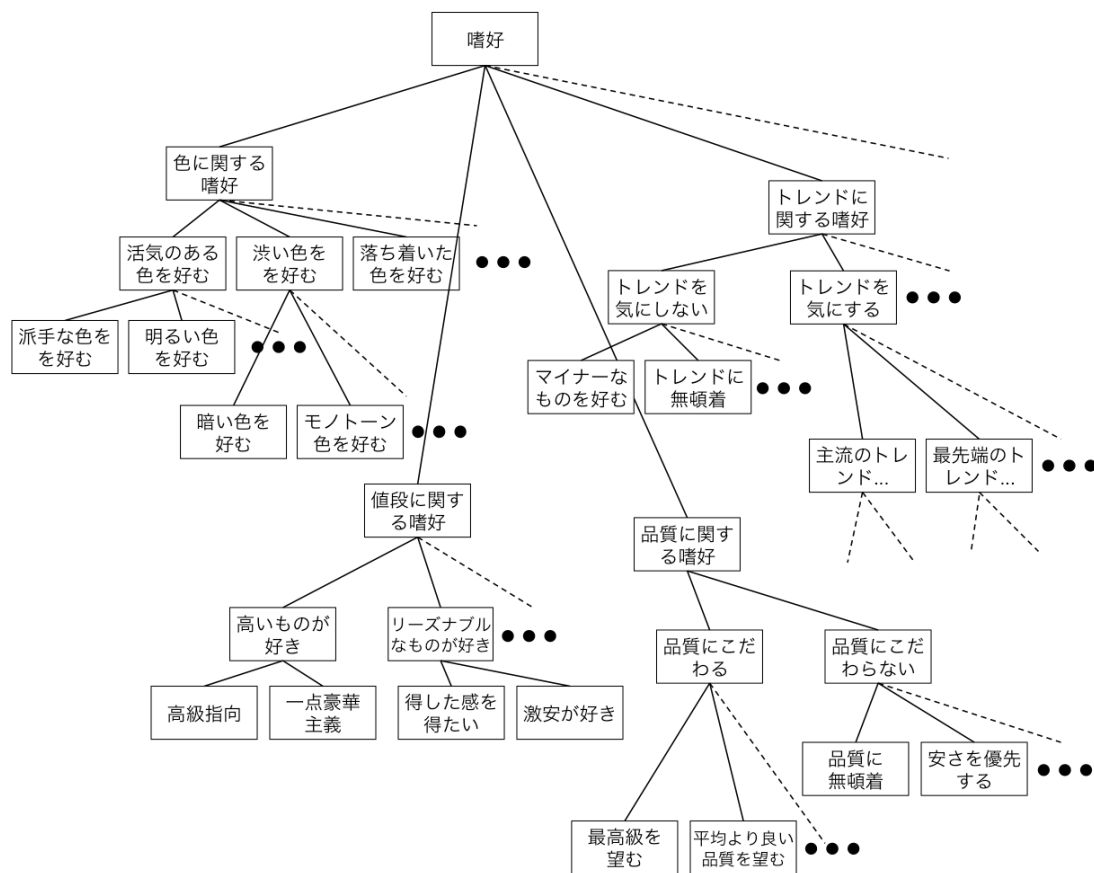 嗜好
色に関する
嗜好
トレンドに
関する嗜好
活気のある
色を好む
渋い色を
を好む
落ち着いた
色を好む
トレンドを
気にしない
トレンドを
気にする
派手な色を
を好む
明るい色
を好む
マイナーな
ものを好む
トレンドに
無頓着
暗い色を
好む
モノトーン
色を好む
主流のトレ
ンド...
最先端のト
レンド...
値段に関す
る嗜好
品質に関す
る嗜好
高いものが
好き
リーズナブル
なものが好き
品質にこだ
わる
品質にこだ
わらない
高級指向
一点豪華
主義
得した感を
得たい
激安が好き
品質に
無頓着
安さを優先
する
最高級を
望む
平均より良い
品質を望む